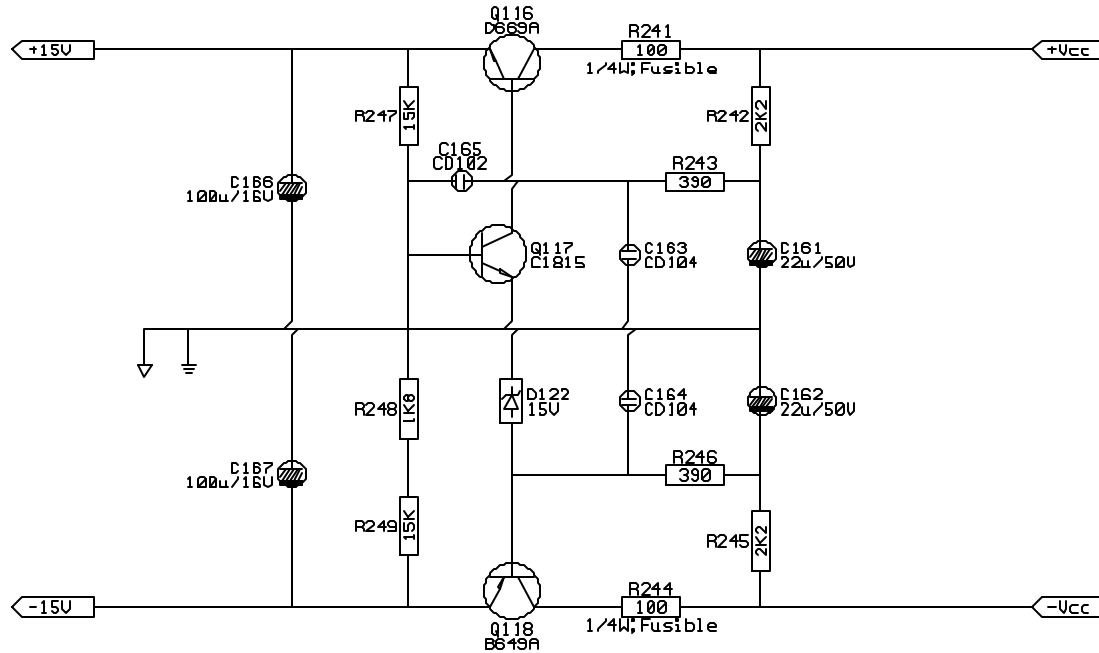 Q116
D669A
+15V
R241
100
1/4W;Fusible
+Vcc
R247
15K
R242
2K2
C165
CD102
R243
390
C166
100u/16V
Q117
C1815
C163
CD104
C161
22u/50V
R248
1K8
D122
15V
C164
CD104
C162
22u/50V
C167
100u/16V
R246
390
R249
15K
R245
2K2
-15V
R244
100
1/4W;Fusible
-Vcc
Q118
B649A